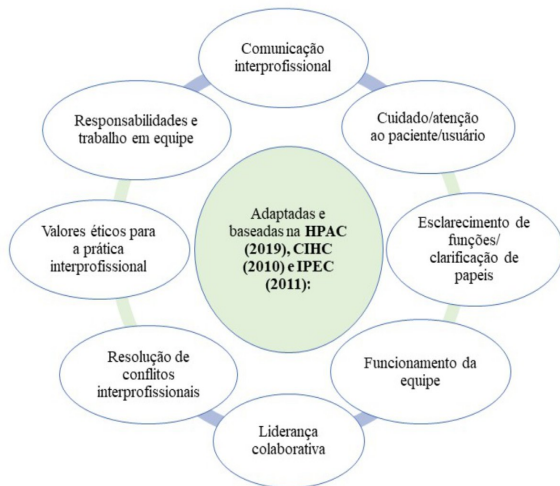 Comunicação
interprofissional
Cuidado/atenção
ao paciente/usuário
Esclarecimento de
funções/
clarificação de
papeis
Funcionamento da
equipe
Liderança
colaborativa
Resolução de
conflitos
interprofissionais
Valores éticos para
a prática
interprofissional
Responsabilidades e
trabalho em equipe
Adaptadas e
baseadas na HPAC
(2019), CIHC
(2010) e IPEC
(2011):